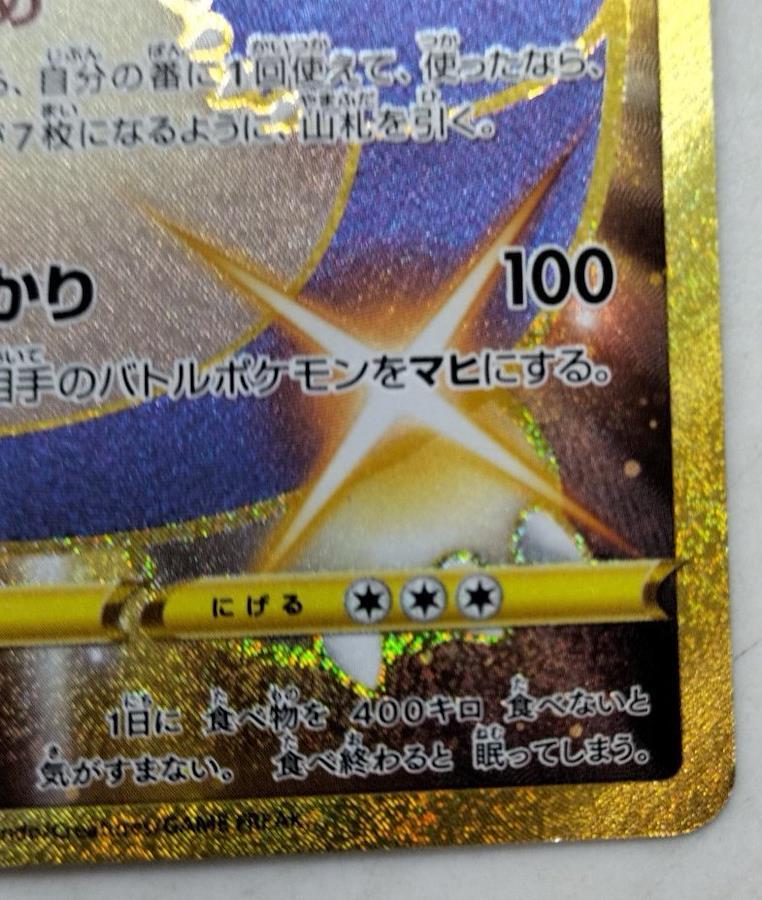 め
ら、自分の番に1回使えて、使ったなら、
が7枚になるように、山札を引く。
かり 100
相手のバトルポケモンをマヒにする。
にげる
1日に 食べ物を 400キロ 食べないと
気がすまない。 食べ終わると 眠ってしまう。
/Creatures/GAME FREAK.